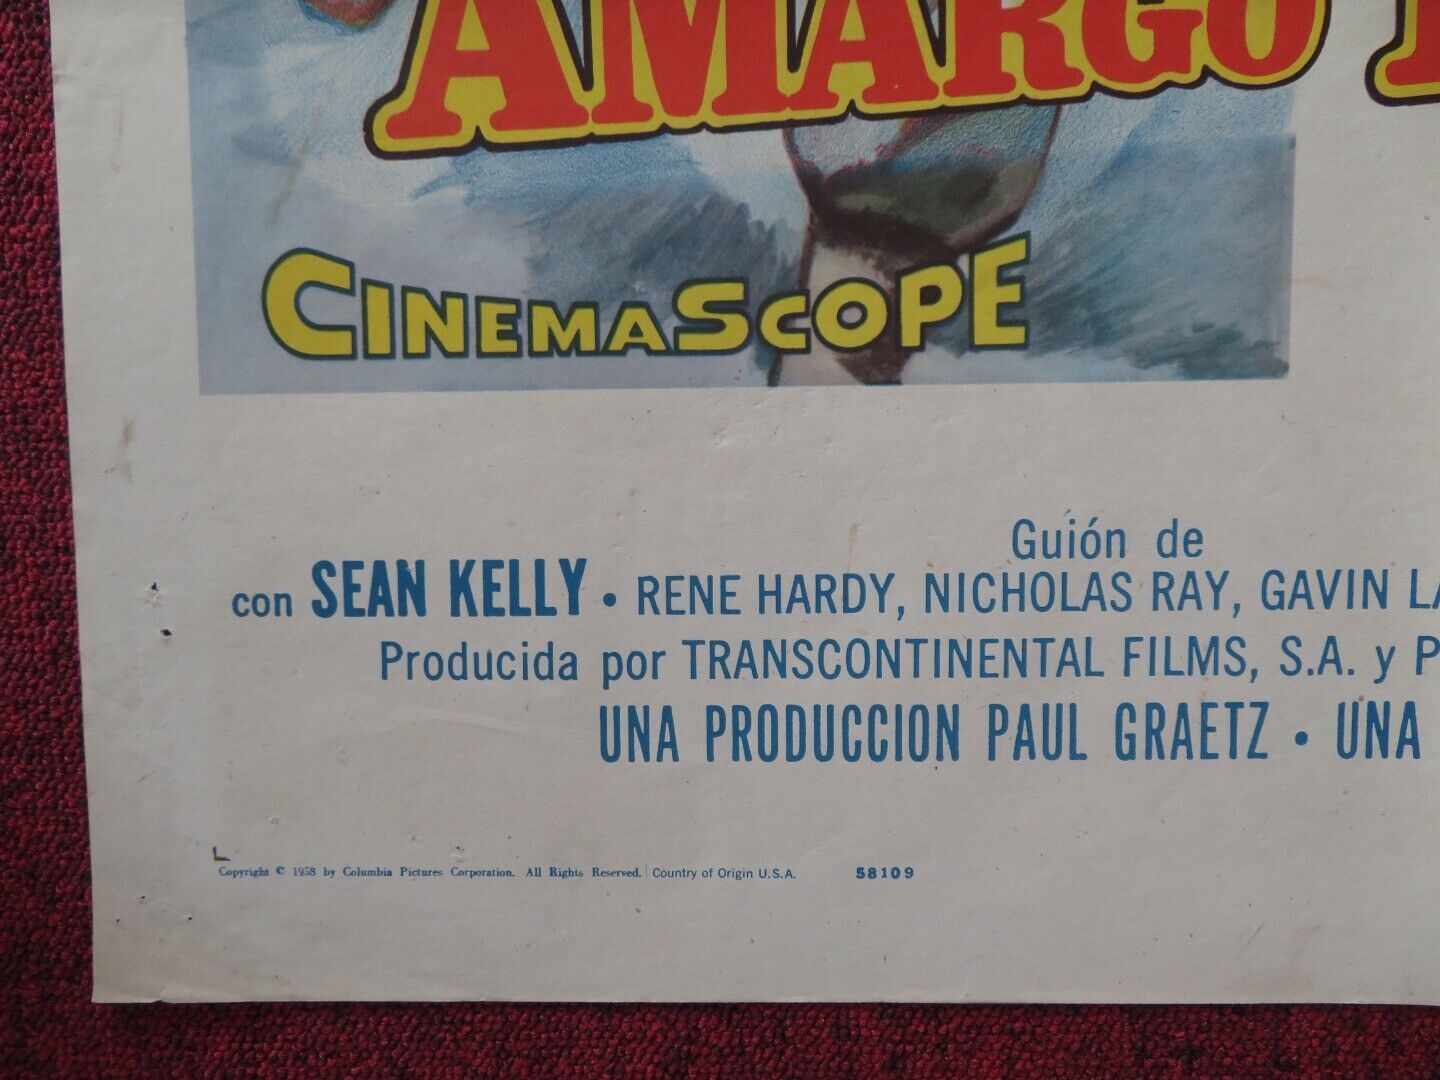 AMARGO
CINEMASCOPE
Guión de
con SEAN KELLY • RENE HARDY, NICHOLAS RAY, GAVIN
Producida por TRANSCONTINENTAL FILMS, S.A. y
UNA PRODUCCION PAUL GRAETZ • UNA
Copyright © 1958 by Columbia Pictures Corporation. All Rights Reserved. Country of Origin U.S.A. 58109